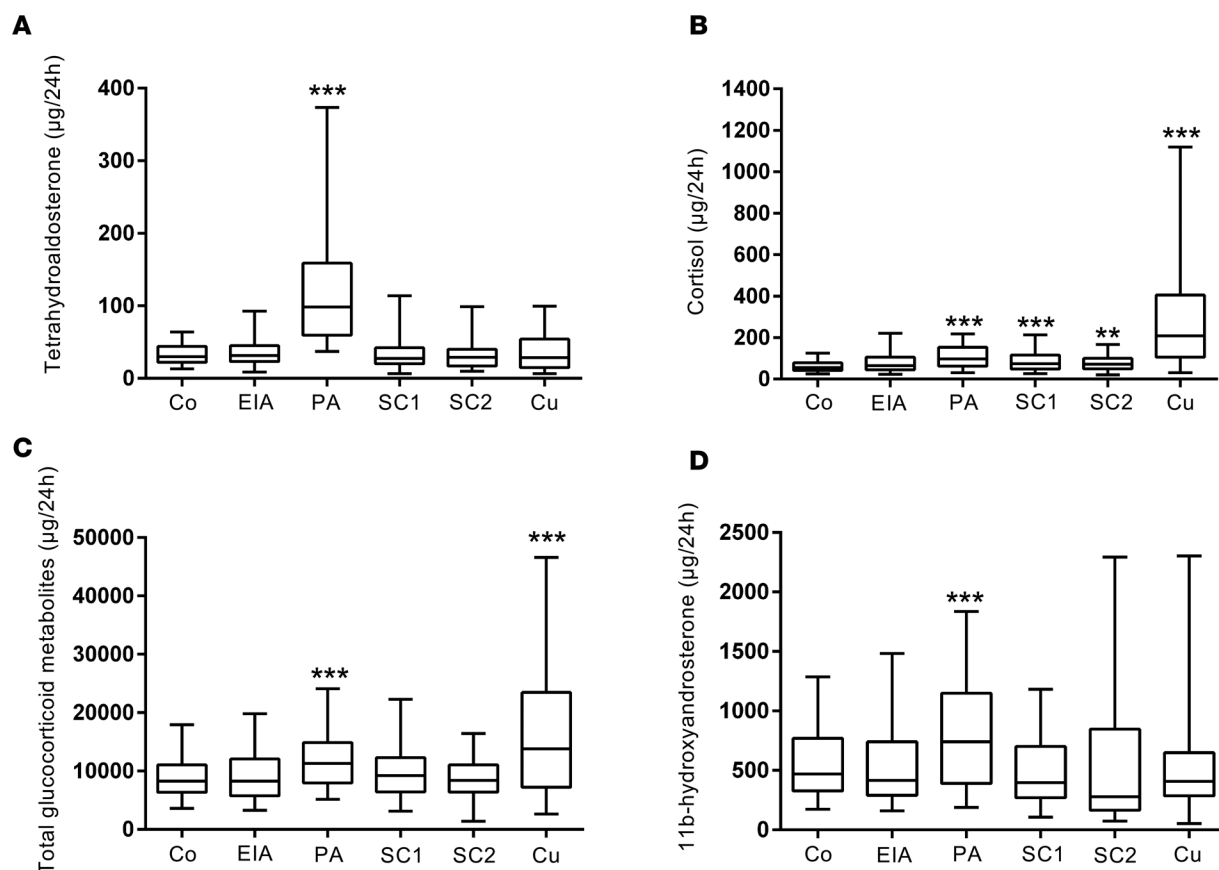 A
Tetrahydroaldosterone (µg/24h)
400
300
200
100
0
***
Co EIA PA SC1 SC2 Cu
B
Cortisol (µg/24h)
1400
1200
1000
800
600
400
200
0
*** *** ** ***
Co EIA PA SC1 SC2 Cu
C
Total glucocorticoid metabolites (µg/24h)
50000
40000
30000
20000
10000
0
*** ***
Co EIA PA SC1 SC2 Cu
D
11b-hydroxyandrosterone (µg/24h)
2500
2000
1500
1000
500
0
***
Co EIA PA SC1 SC2 Cu